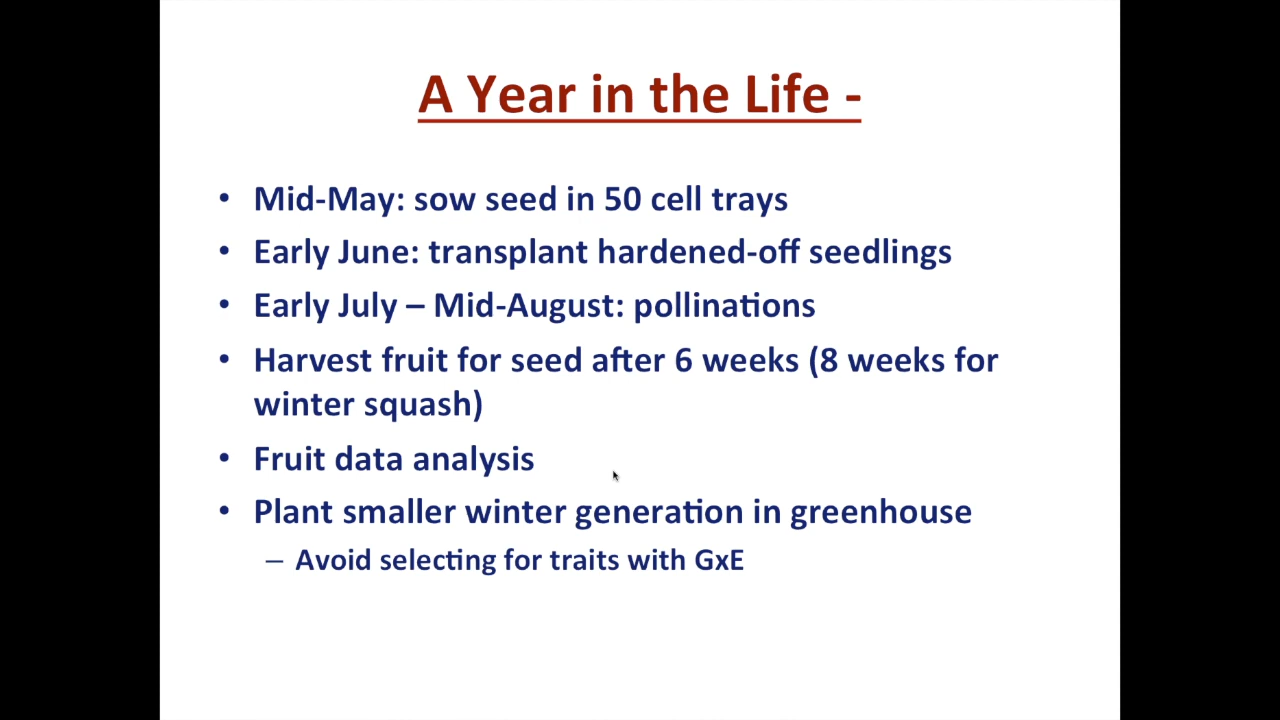 A Year in the Life -
• Mid-May: sow seed in 50 cell trays
• Early June: transplant hardened-off seedlings
• Early July – Mid-August: pollinations
• Harvest fruit for seed after 6 weeks (8 weeks for
winter squash)
• Fruit data analysis
• Plant smaller winter generation in greenhouse
– Avoid selecting for traits with GxE